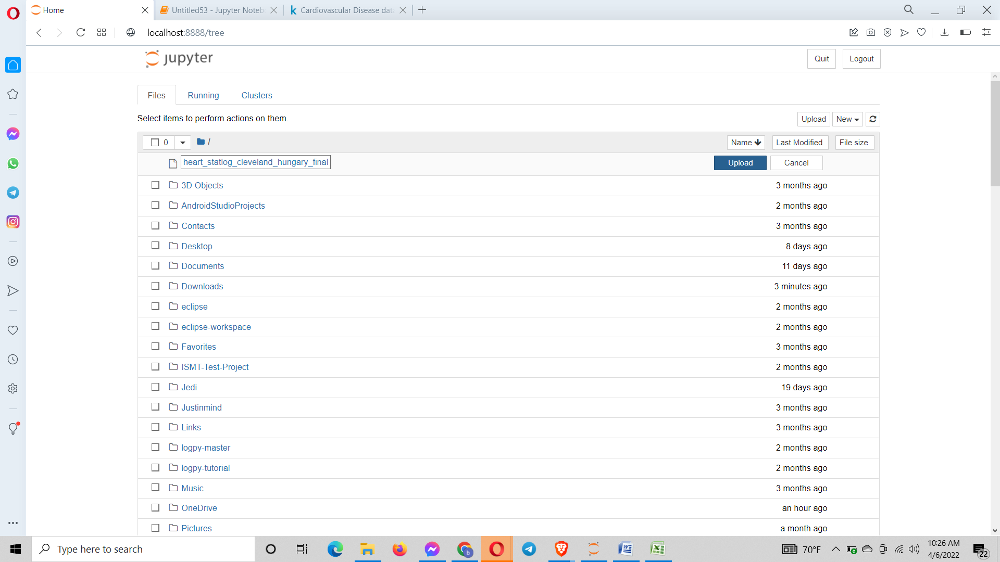 Home
Untitled53 - Jupyter Noteb
Cardiovascular Disease dat
localhost:8888/tree
jupyter
Quit
Logout
Files
Running
Clusters
Select items to perform actions on them.
Upload
New
0
/
Name
Last Modified
File size
heart_statlog_cleveland_hungary_final
Upload
Cancel
3D Objects
3 months ago
AndroidStudioProjects
2 months ago
Contacts
3 months ago
Desktop
8 days ago
Documents
11 days ago
Downloads
3 minutes ago
eclipse
2 months ago
eclipse-workspace
2 months ago
Favorites
3 months ago
ISMT-Test-Project
2 months ago
Jedi
19 days ago
Justinmind
3 months ago
Links
3 months ago
logpy-master
2 months ago
logpy-tutorial
2 months ago
Music
3 months ago
OneDrive
an hour ago
Pictures
a month ago
Type here to search
70°F
10:26 AM
4/6/2022
22